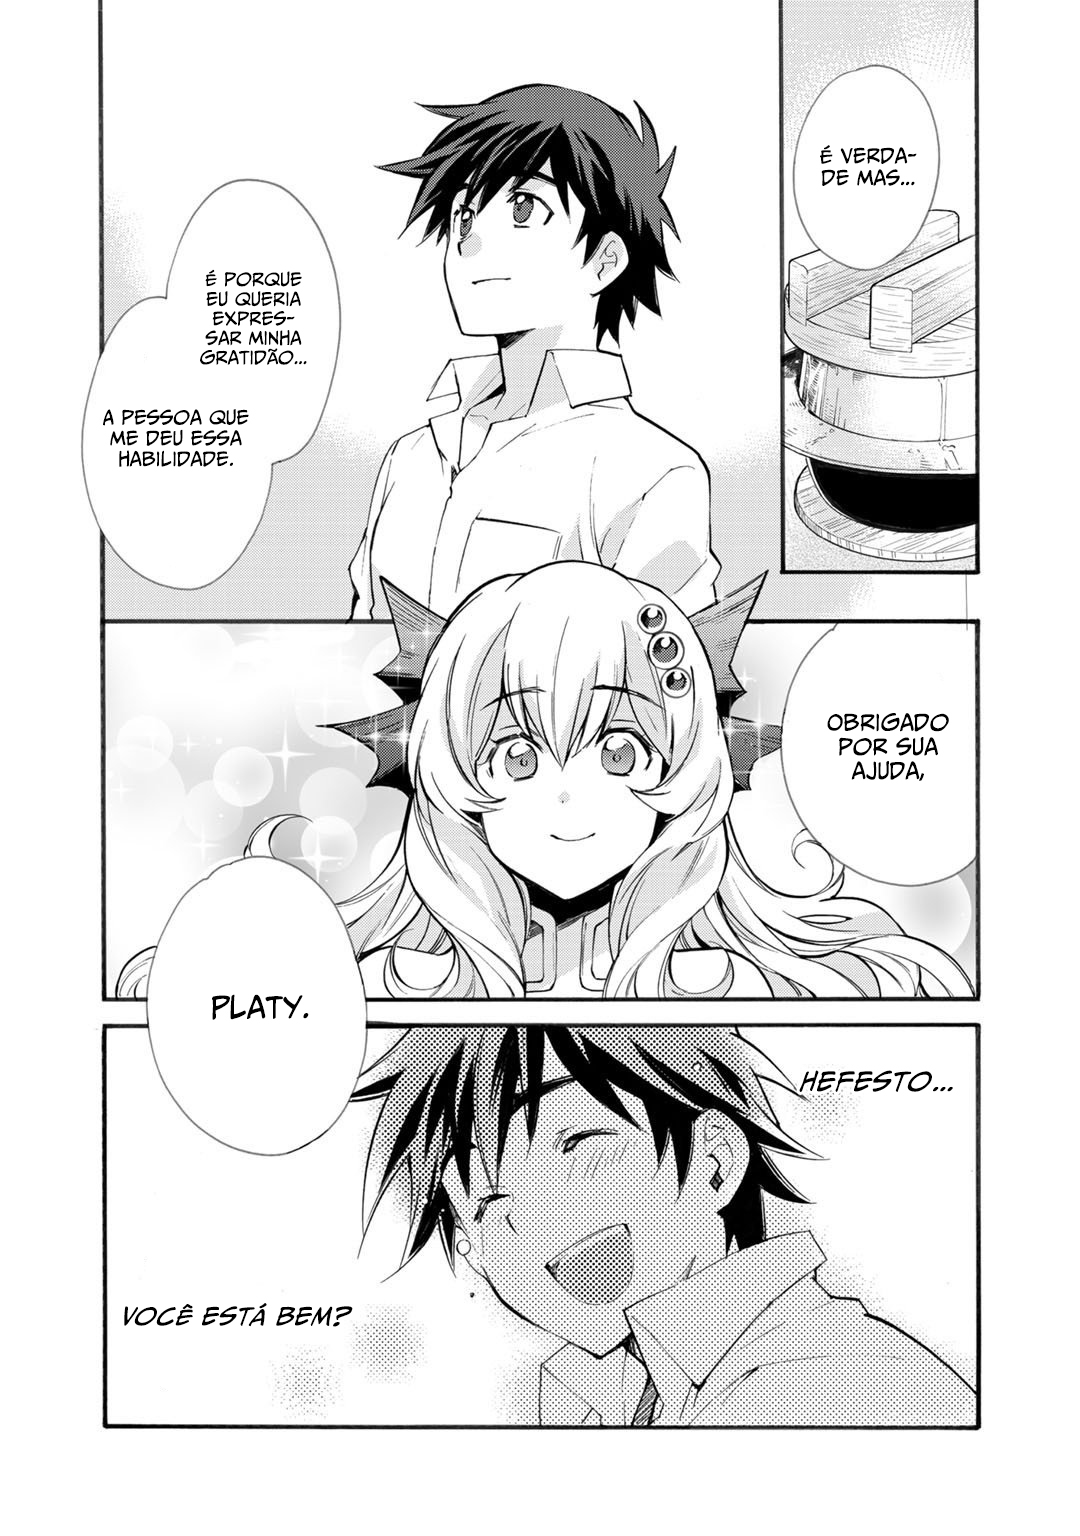 É VERDA-
DE MAS...
É PORQUE
EU QUERIA
EXPRES-
SAR MINHA
GRATIDÃO...
A PESSOA QUE
ME DEU ESSA
HABILIDADE.
OBRIGADO
POR SUA
AJUDA,
PLATY.
HEFESTO...
VOCÊ ESTÁ BEM?